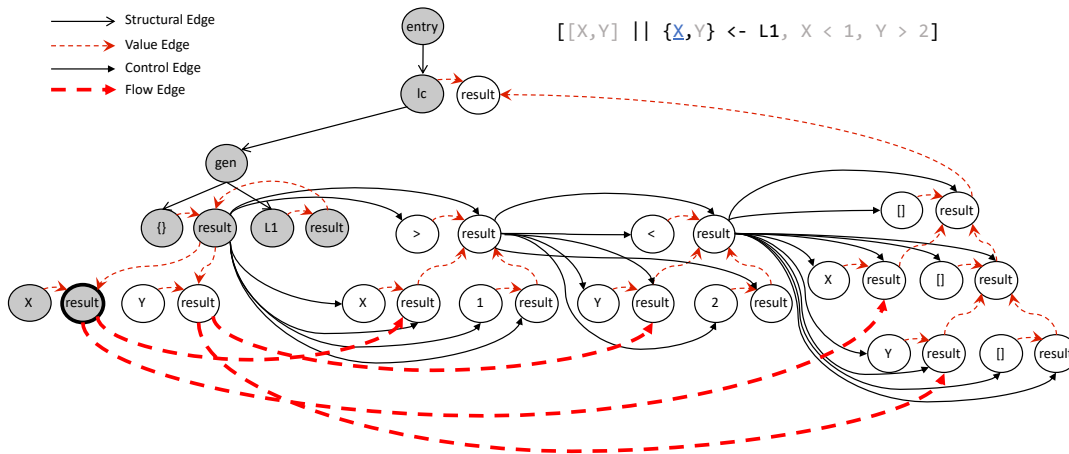 Structural Edge
Value Edge
Control Edge
Flow Edge
entry
[[X,Y] || {X,Y} <- L1, X < 1, Y > 2]
lc
result
gen
{}
result
L1
result
>
result
<
result
[]
result
X
result
Y
result
X
result
1
result
Y
result
2
result
X
result
[]
result
Y
result
[]
result